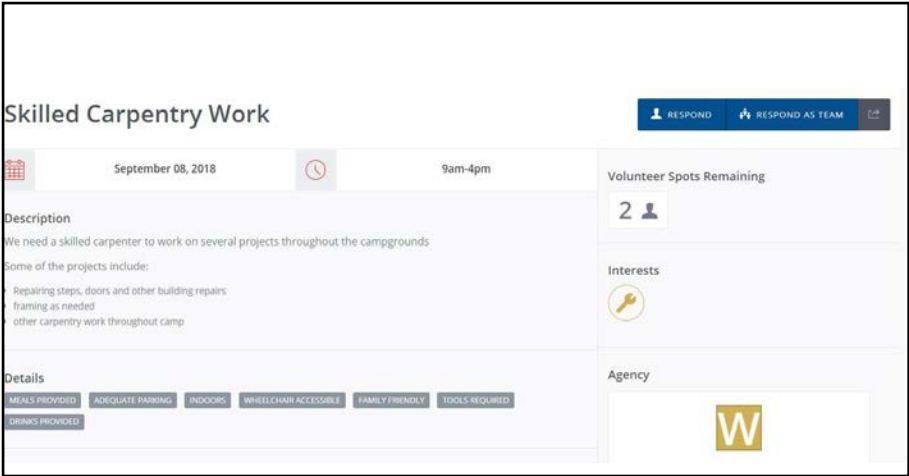 Skilled Carpentry Work
RESPOND
RESPOND AS TEAM
September 08, 2018
9am-4pm
Description
We need a skilled carpenter to work on several projects throughout the campgrounds
Some of the projects include:
Repairing steps, doors and other building repairs
framing as needed
other carpentry work throughout camp
Details
MEALS PROVIDED ADEQUATE PARKING INDOORS WHEELCHAIR ACCESSIBLE FAMILY FRIENDLY TOOLS REQUIRED
DRINKS PROVIDED
Volunteer Spots Remaining
2
Interests
Agency
W